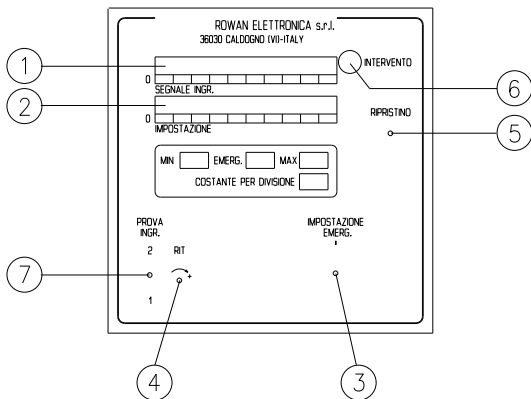 ROWAN ELETTRONICA s.r.l.
36030 CALDOGNO (VI)-ITALY
1
INTERVENTO
0
SEGNALE INGR.
6
2
0
IMPOSTAZIONE
RIPRISTINO
5
MIN EMERG. MAX
COSTANTE PER DIVISIONE
PROVA
INGR.
IMPOSTAZIONE
EMERG.
2 RIT
7
+
1
4
3